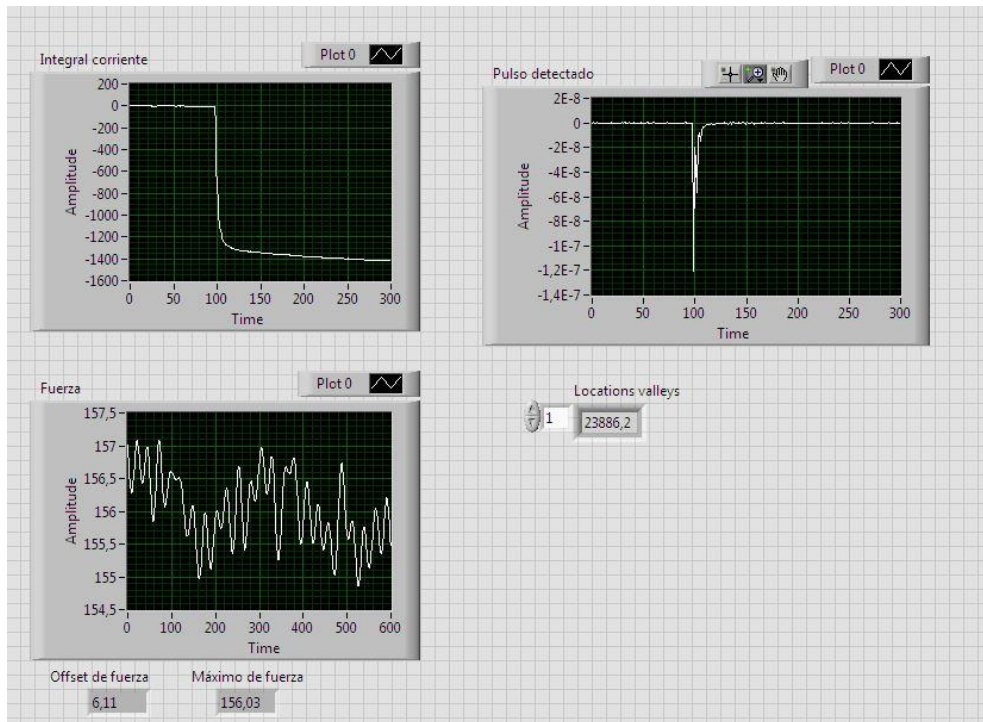 Integral corriente
Plot 0
200
0
-200
-400
-600
-800
-1000
-1200
-1400
-1600
Amplitude
0 50 100 150 200 250 300
Time
Pulso detectado
Plot 0
2E-8
0
-2E-8
-4E-8
-6E-8
-8E-8
-1E-7
-1,2E-7
-1,4E-7
Amplitude
0 50 100 150 200 250 300
Time
Fuerza
Plot 0
157,5
157
156,5
156
155,5
155
154,5
Amplitude
0 100 200 300 400 500 600
Time
Locations valleys
1 23886,2
Offset de fuerza Máximo de fuerza
6,11 156,03